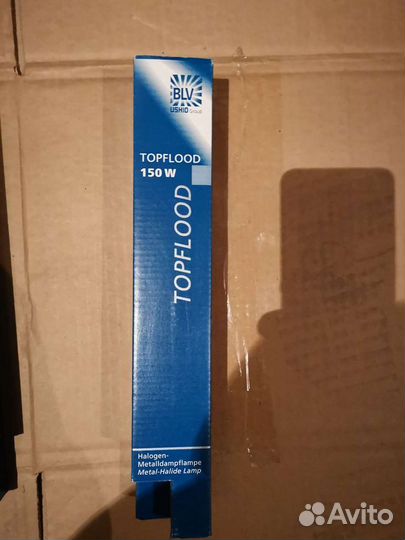 BLV
USHIO GROUP
TOPFLOOD
150 W
TOPFLOOD
Halogen-
Metalldampflampe
Metal-Halide Lamp
Avito